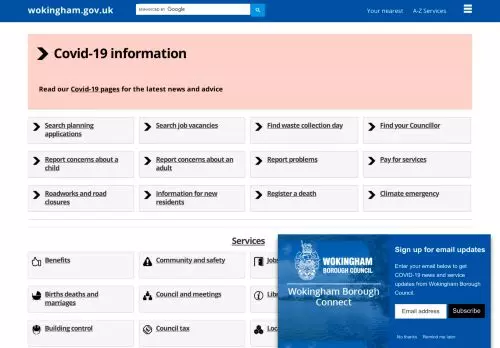 wokingham.gov.uk
ENHANCED BY Google
Your nearest
A-Z Services
Covid-19 information
Read our Covid-19 pages for the latest news and advice
Search planning
applications
Search job vacancies
Find waste collection day
Find your Councillor
Report concerns about a
child
Report concerns about an
adult
Report problems
Pay for services
Roadworks and road
closures
Information for new
residents
Register a death
Climate emergency
Services
Benefits
Community and safety
Jobs
Births deaths and
marriages
Council and meetings
Building control
Council tax
WOKINGHAM
BOROUGH COUNCIL
Wokingham Borough
Connect
Sign up for email updates
Enter your email below to get
COVID-19 news and service
updates from Wokingham Borough
Council.
Email address
Subscribe
No thanks
Remind me later